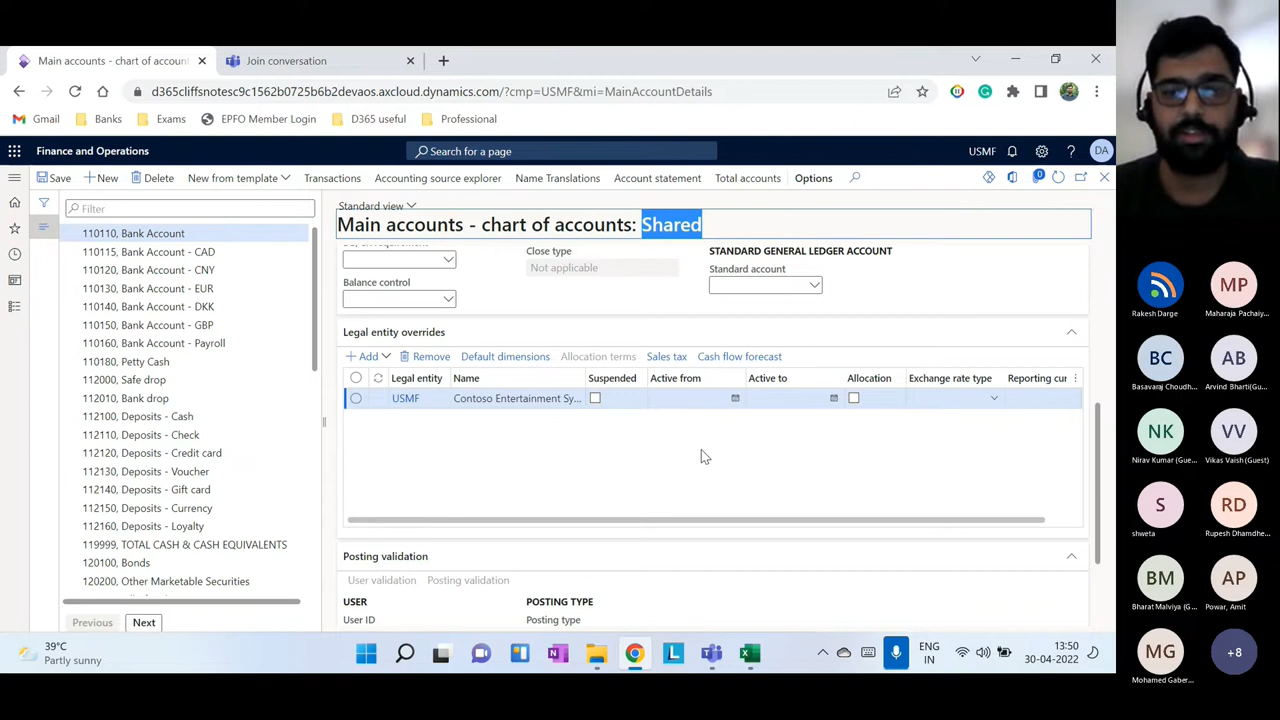 Main accounts - chart of account
Join conversation
d365cliffsnotesc9c1562b0725b6b2devaos.axcloud.dynamics.com/?cmp=USMF&mi=MainAccountDetails
Gmail
Banks
Exams
EPFO Member Login
D365 useful
Professional
Finance and Operations
Search for a page
USMF
DA
Save
New
Delete
New from template
Transactions
Accounting source explorer
Name Translations
Account statement
Total accounts
Options
0
Filter
110110, Bank Account
110115, Bank Account - CAD
110120, Bank Account - CNY
110130, Bank Account - EUR
110140, Bank Account - DKK
110150, Bank Account - GBP
110160, Bank Account - Payroll
110180, Petty Cash
112000, Safe drop
112010, Bank drop
112100, Deposits - Cash
112110, Deposits - Check
112120, Deposits - Credit card
112130, Deposits - Voucher
112140, Deposits - Gift card
112150, Deposits - Currency
112160, Deposits - Loyalty
119999, TOTAL CASH & CASH EQUIVALENTS
120100, Bonds
120200, Other Marketable Securities
Previous
Next
Standard view
Main accounts - chart of accounts: Shared
Balance control
Close type
Not applicable
STANDARD GENERAL LEDGER ACCOUNT
Standard account
Legal entity overrides
Add
Remove
Default dimensions
Allocation terms
Sales tax
Cash flow forecast
Legal entity
Name
Suspended
Active from
Active to
Allocation
Exchange rate type
Reporting cur
USMF
Contoso Entertainment Sy...
Posting validation
User validation
Posting validation
USER
User ID
POSTING TYPE
Posting type
39°C
Partly sunny
ENG
IN
13:50
30-04-2022
Rakesh Darge
MP
Maharaja Pachaiy...
BC
Basavaraj Choudh...
AB
Arvind Bharti(Gue...
NK
Nirav Kumar (Gue...
VV
Vikas Vaish (Guest)
S
shweta
RD
Rupesh Dhamdhe...
BM
Bharat Malviya (G...
AP
Powar, Amit
MG
Mohamed Gaber...
+8